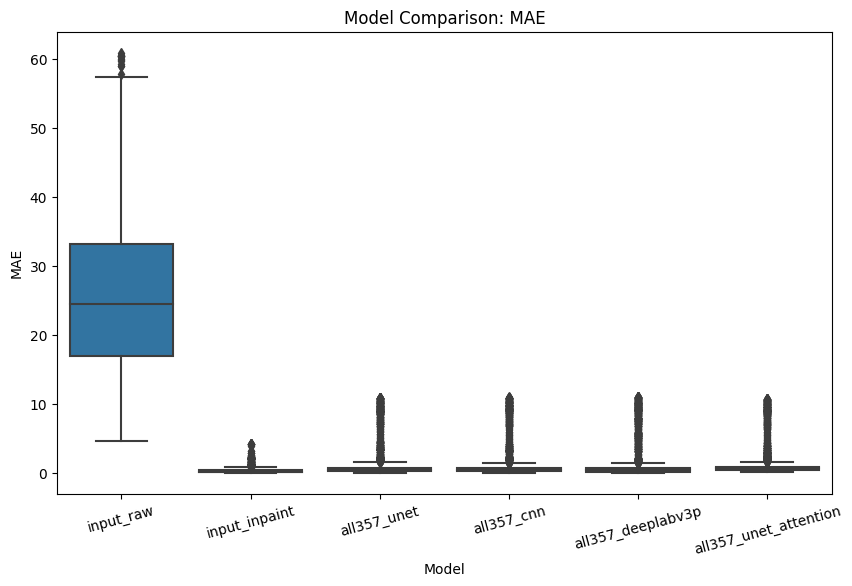 Model Comparison: MAE
60
50
40
30
20
10
0
MAE
input_raw
input_inpaint
all357_unet
all357_cnn
all357_deeplabv3p
all357_unet_attention
Model